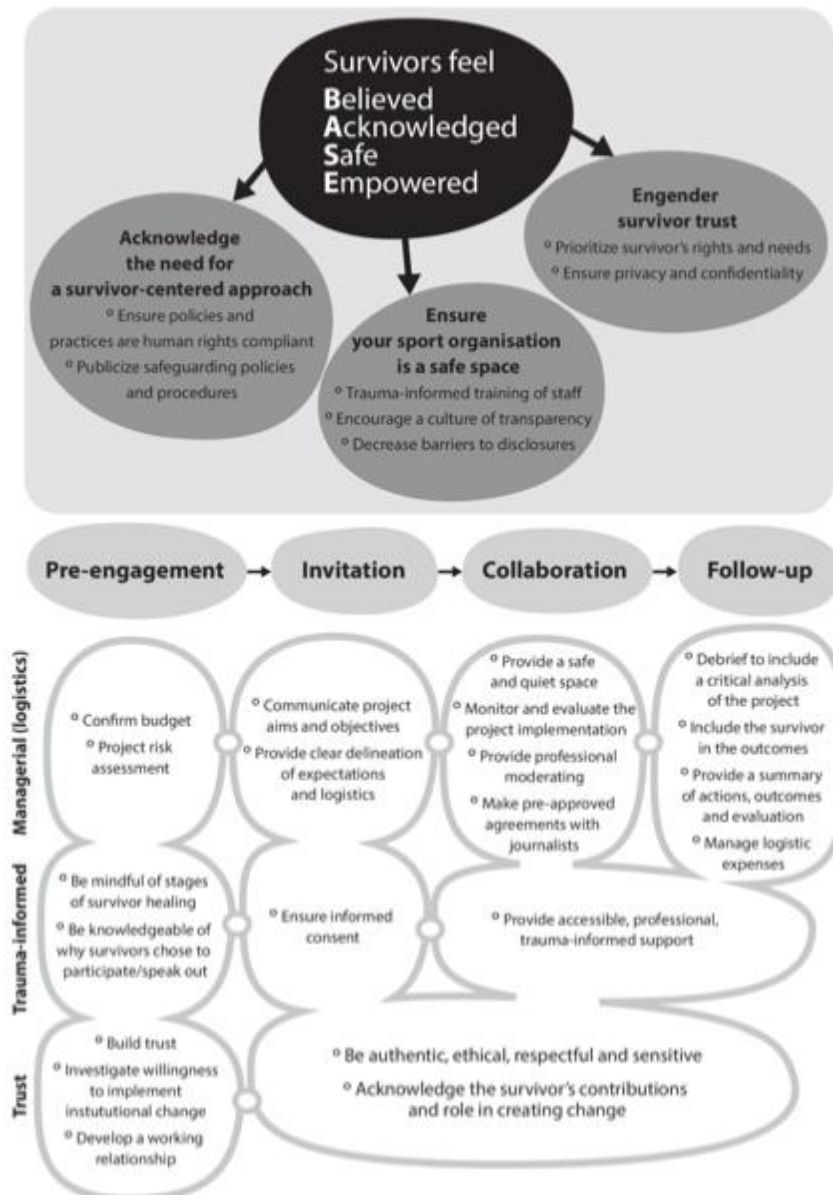 Survivors feel
Believed
Acknowledged
Safe
Empowered
Acknowledge
the need for
a survivor-centered approach
º Ensure policies and
practices are human rights compliant
º Publicize safeguarding policies
and procedures
Ensure
your sport organisation
is a safe space
º Trauma-informed training of staff
º Encourage a culture of transparency
º Decrease barriers to disclosures
Engender
survivor trust
º Prioritize survivor's rights and needs
º Ensure privacy and confidentiality
Pre-engagement
Invitation
Collaboration
Follow-up
Managerial (logistics)
º Confirm budget
º Project risk
assessment
º Communicate project
aims and objectives
º Provide clear delineation
of expectations
and logistics
º Provide a safe
and quiet space
º Monitor and evaluate the
project implementation
º Provide professional
moderating
º Make pre-approved
agreements with
journalists
º Debrief to include
a critical analysis
of the project
º Include the survivor
in the outcomes
º Provide a summary
of actions, outcomes
and evaluation
º Manage logistic
expenses
Trauma-informed
º Be mindful of stages
of survivor healing
º Be knowledgeable of
why survivors chose to
participate/speak out
º Ensure informed
consent
º Provide accessible, professional,
trauma-informed support
Trust
º Build trust
º Investigate willingness
to implement
instututional change
º Develop a working
relationship
º Be authentic, ethical, respectful and sensitive
º Acknowledge the survivor's contributions
and role in creating change